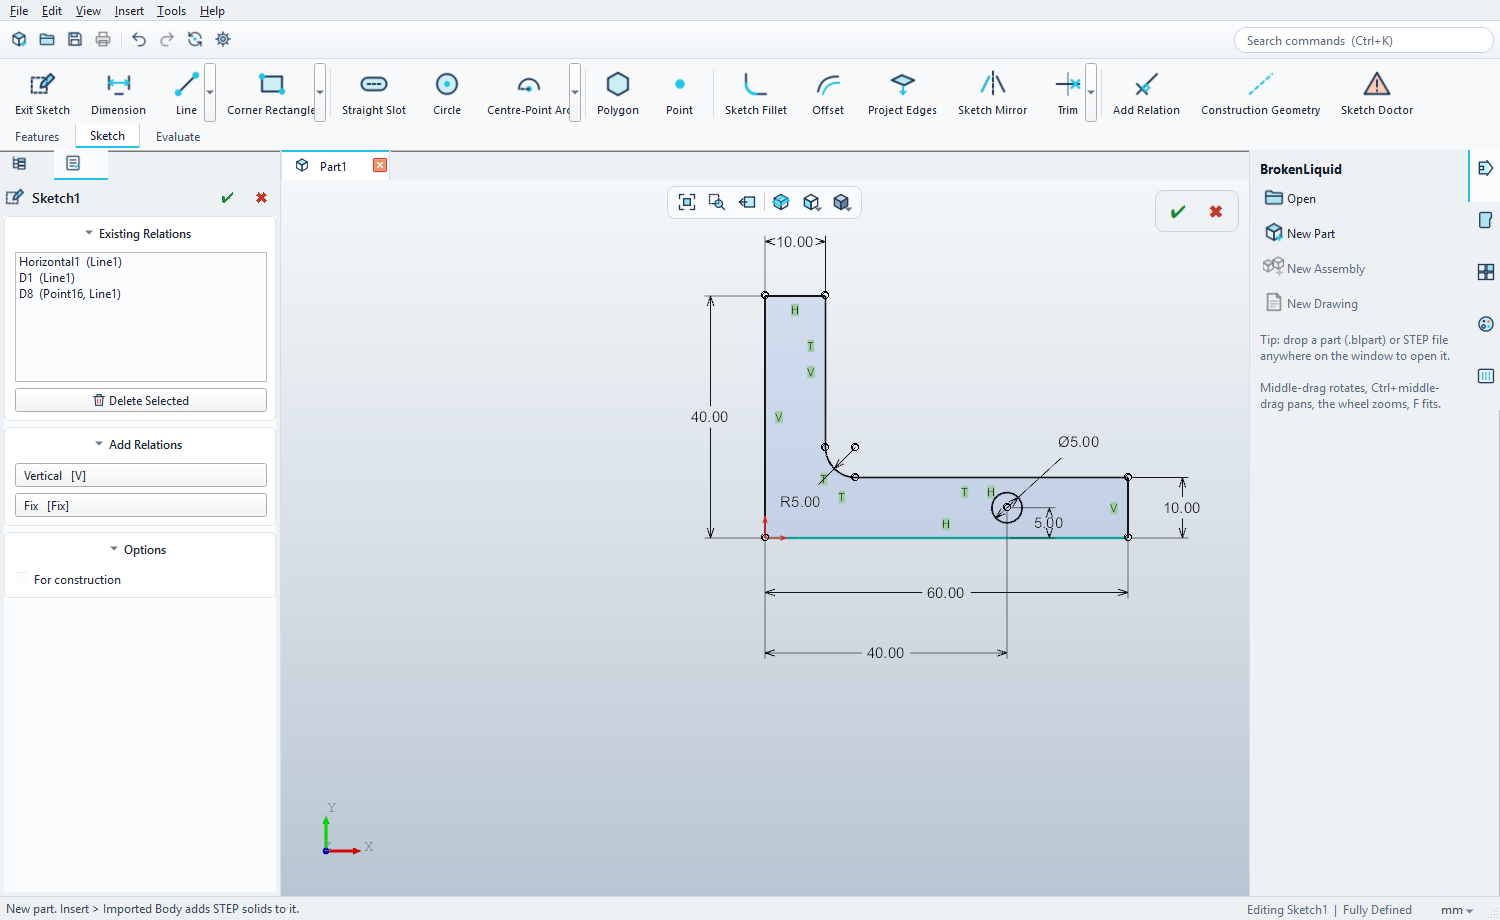 File Edit View Insert Tools Help
Search commands (Ctrl+K)
Exit Sketch Dimension Line Corner Rectangle Straight Slot Circle Centre-Point Arc Polygon Point Sketch Fillet Offset Project Edges Sketch Mirror Trim Add Relation Construction Geometry Sketch Doctor
Features Sketch Evaluate
Part1
Sketch1
Existing Relations
Horizontal1 (Line1)
D1 (Line1)
D8 (Point16, Line1)
Delete Selected
Add Relations
Vertical [V]
Fix [Fix]
Options
For construction
10.00
H
T
V
40.00
V
Ø5.00
T
R5.00
T
T
H
V
10.00
H
5.00
60.00
40.00
Y
X
BrokenLiquid
Open
New Part
New Assembly
New Drawing
Tip: drop a part (.blpart) or STEP file
anywhere on the window to open it.
Middle-drag rotates, Ctrl+middle-
drag pans, the wheel zooms, F fits.
New part. Insert > Imported Body adds STEP solids to it.
Editing Sketch1 | Fully Defined mm